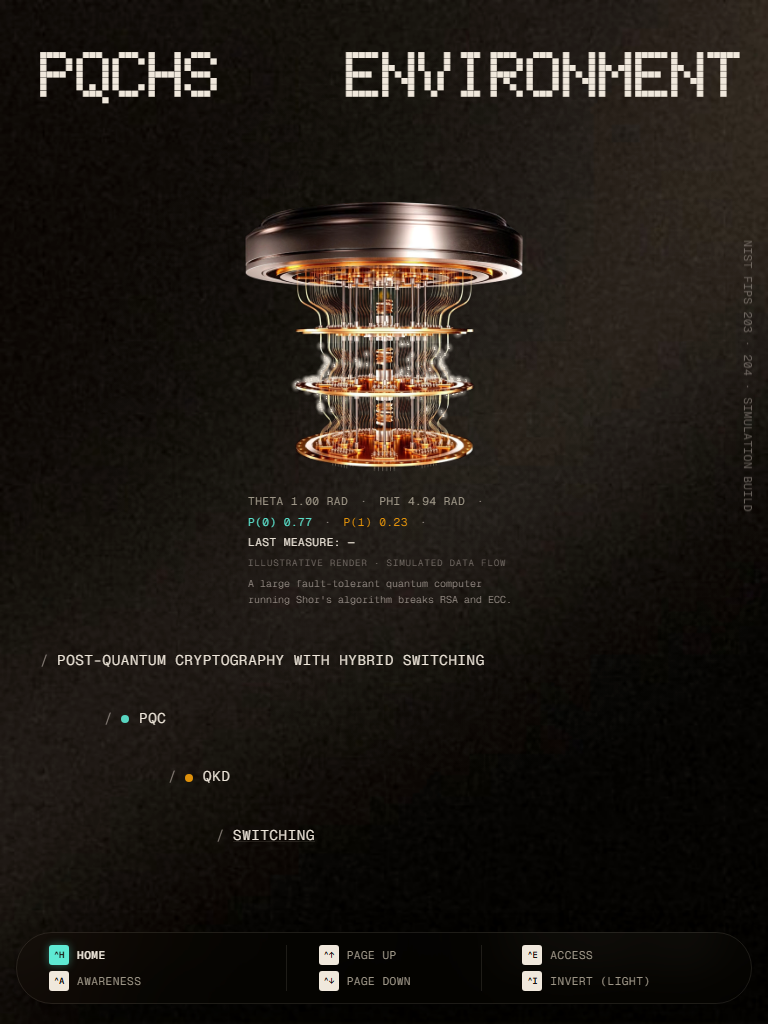 PQCHS ENVIRONMENT
NIST FIPS 203 · 204 · SIMULATION BUILD
THETA 1.00 RAD · PHI 4.94 RAD ·
P(0) 0.77 · P(1) 0.23 ·
LAST MEASURE: —
ILLUSTRATIVE RENDER · SIMULATED DATA FLOW
A large fault-tolerant quantum computer
running Shor's algorithm breaks RSA and ECC.
/ POST-QUANTUM CRYPTOGRAPHY WITH HYBRID SWITCHING
/ PQC
/ QKD
/ SWITCHING
^H HOME
^A AWARENESS
^↑ PAGE UP
^↓ PAGE DOWN
^E ACCESS
^I INVERT (LIGHT)